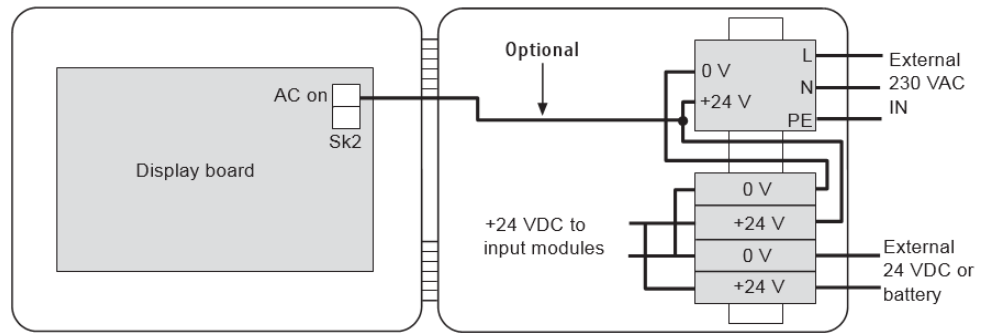 Optional
L
External
0 V
N
230 VAC
AC on
+24 V
IN
PE
Sk2
Display board
0 V
+24 VDC to
input modules
+24 V
0 V
External
24 VDC or
+24 V
battery